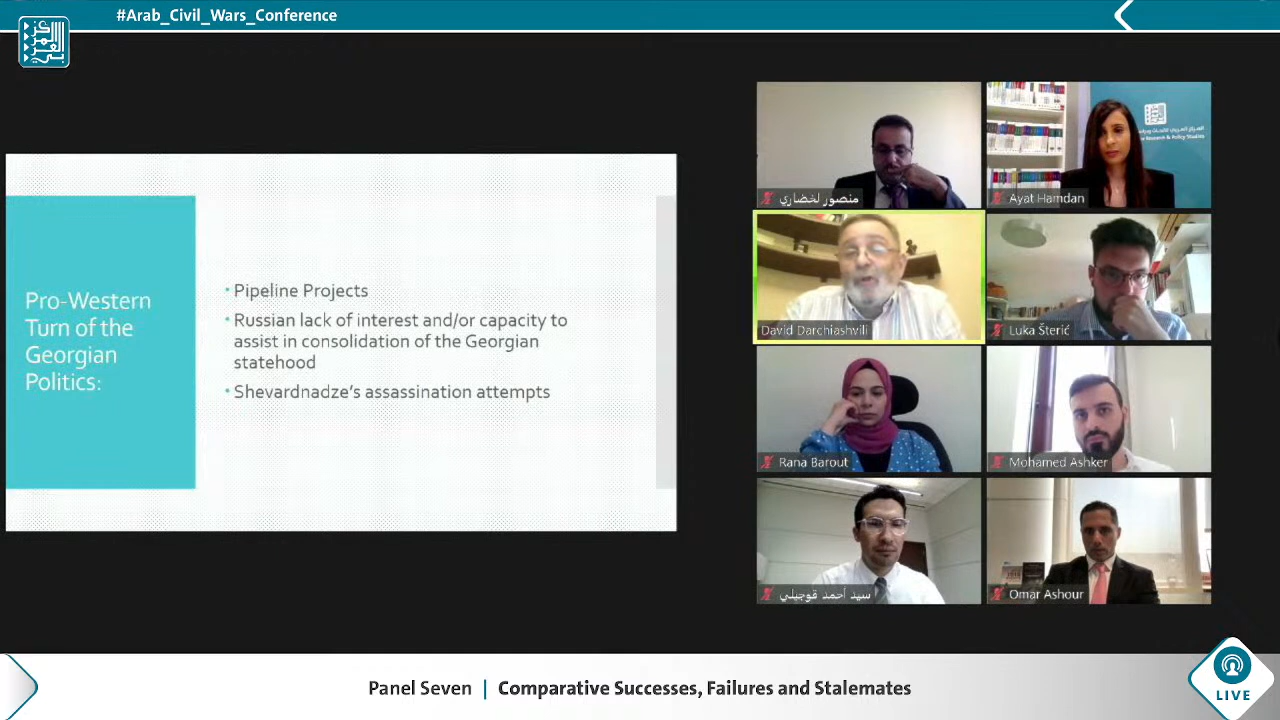 #Arab_Civil_Wars_Conference
Pro-Western
Turn of the
Georgian
Politics:
• Pipeline Projects
• Russian lack of interest and/or capacity to
assist in consolidation of the Georgian
statehood
• Shevardnadze's assassination attempts
منصور لخضاري
Ayat Hamdan
David Darchiashvili
Luka Šterić
Rana Barout
Mohamed Ashker
سيد أحمد قوجيلي
Omar Ashour
Panel Seven | Comparative Successes, Failures and Stalemates
LIVE